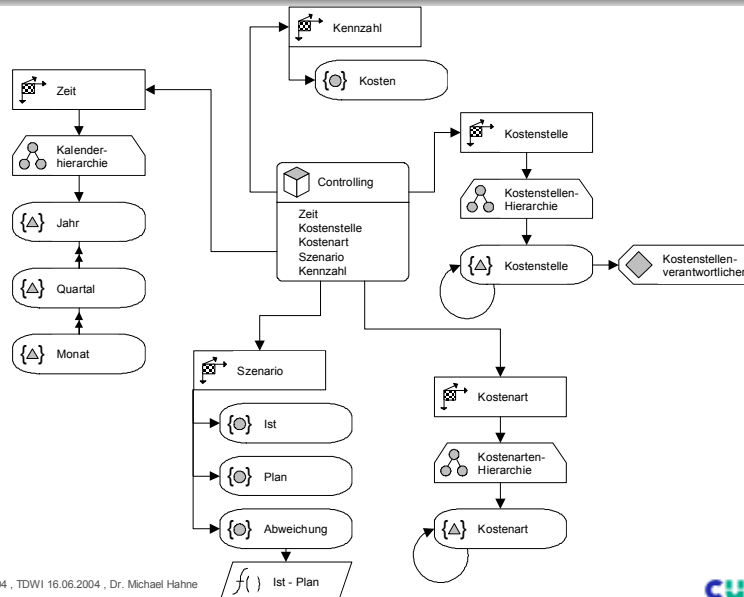 Kennzahl
{ } Kosten
Zeit
Kalender-
hierarchie
{ } Jahr
{ } Quartal
{ } Monat
Controlling
Zeit
Kostenstelle
Kostenart
Szenario
Kennzahl
Kostenstelle
Kostenstellen-
Hierarchie
{ } Kostenstelle
Kostenstellen-
verantwortlicher
Szenario
{ } Ist
{ } Plan
{ } Abweichung
f( ) Ist - Plan
Kostenart
Kostenarten-
Hierarchie
{ } Kostenart
04 , TDWI 16.06.2004 , Dr. Michael Hahne